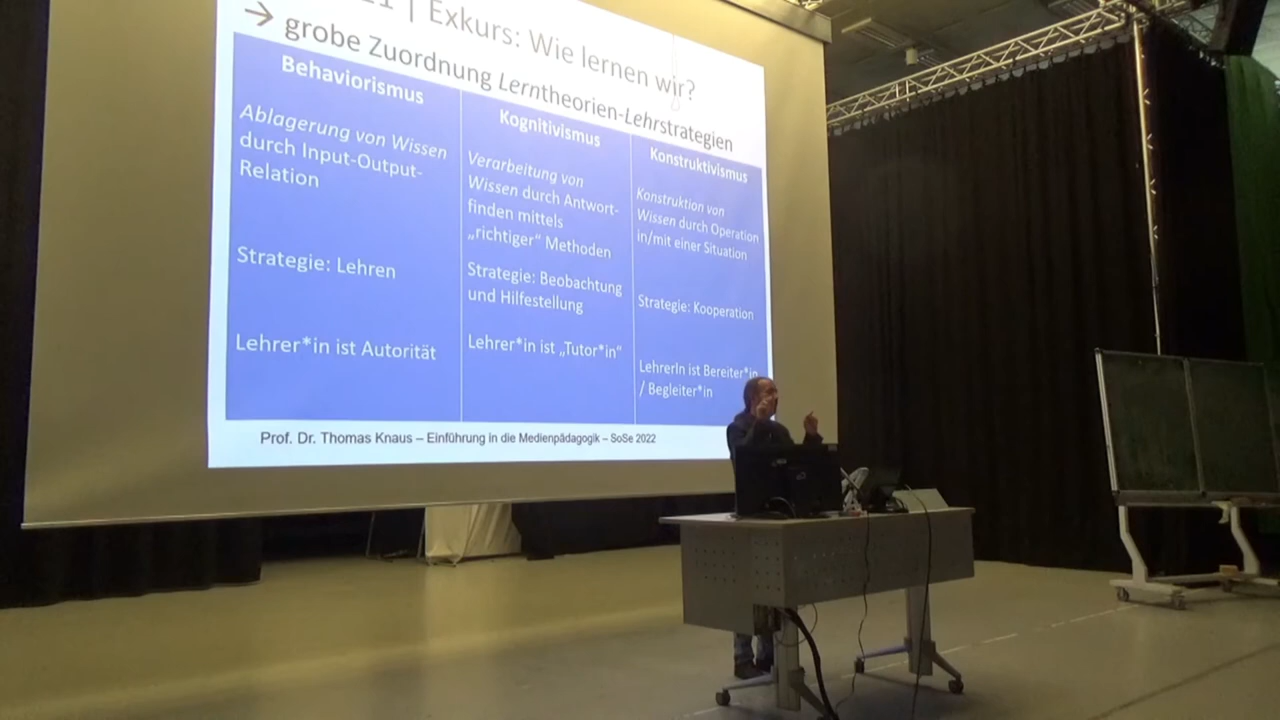 | Exkurs: Wie lernen wir?
→ grobe Zuordnung Lerntheorien-Lehrstrategien
Behaviorismus
Ablagerung von Wissen
durch Input-Output-
Relation
Strategie: Lehren
Lehrer*in ist Autorität
Kognitivismus
Verarbeitung von
Wissen durch Antwort-
finden mittels
„richtiger“ Methoden
Strategie: Beobachtung
und Hilfestellung
Lehrer*in ist „Tutor*in“
Konstruktivismus
Konstruktion von
Wissen durch Operation
in/mit einer Situation
Strategie: Kooperation
LehrerIn ist Bereiter*in
/ Begleiter*in
Prof. Dr. Thomas Knaus – Einführung in die Medienpädagogik – SoSe 2022